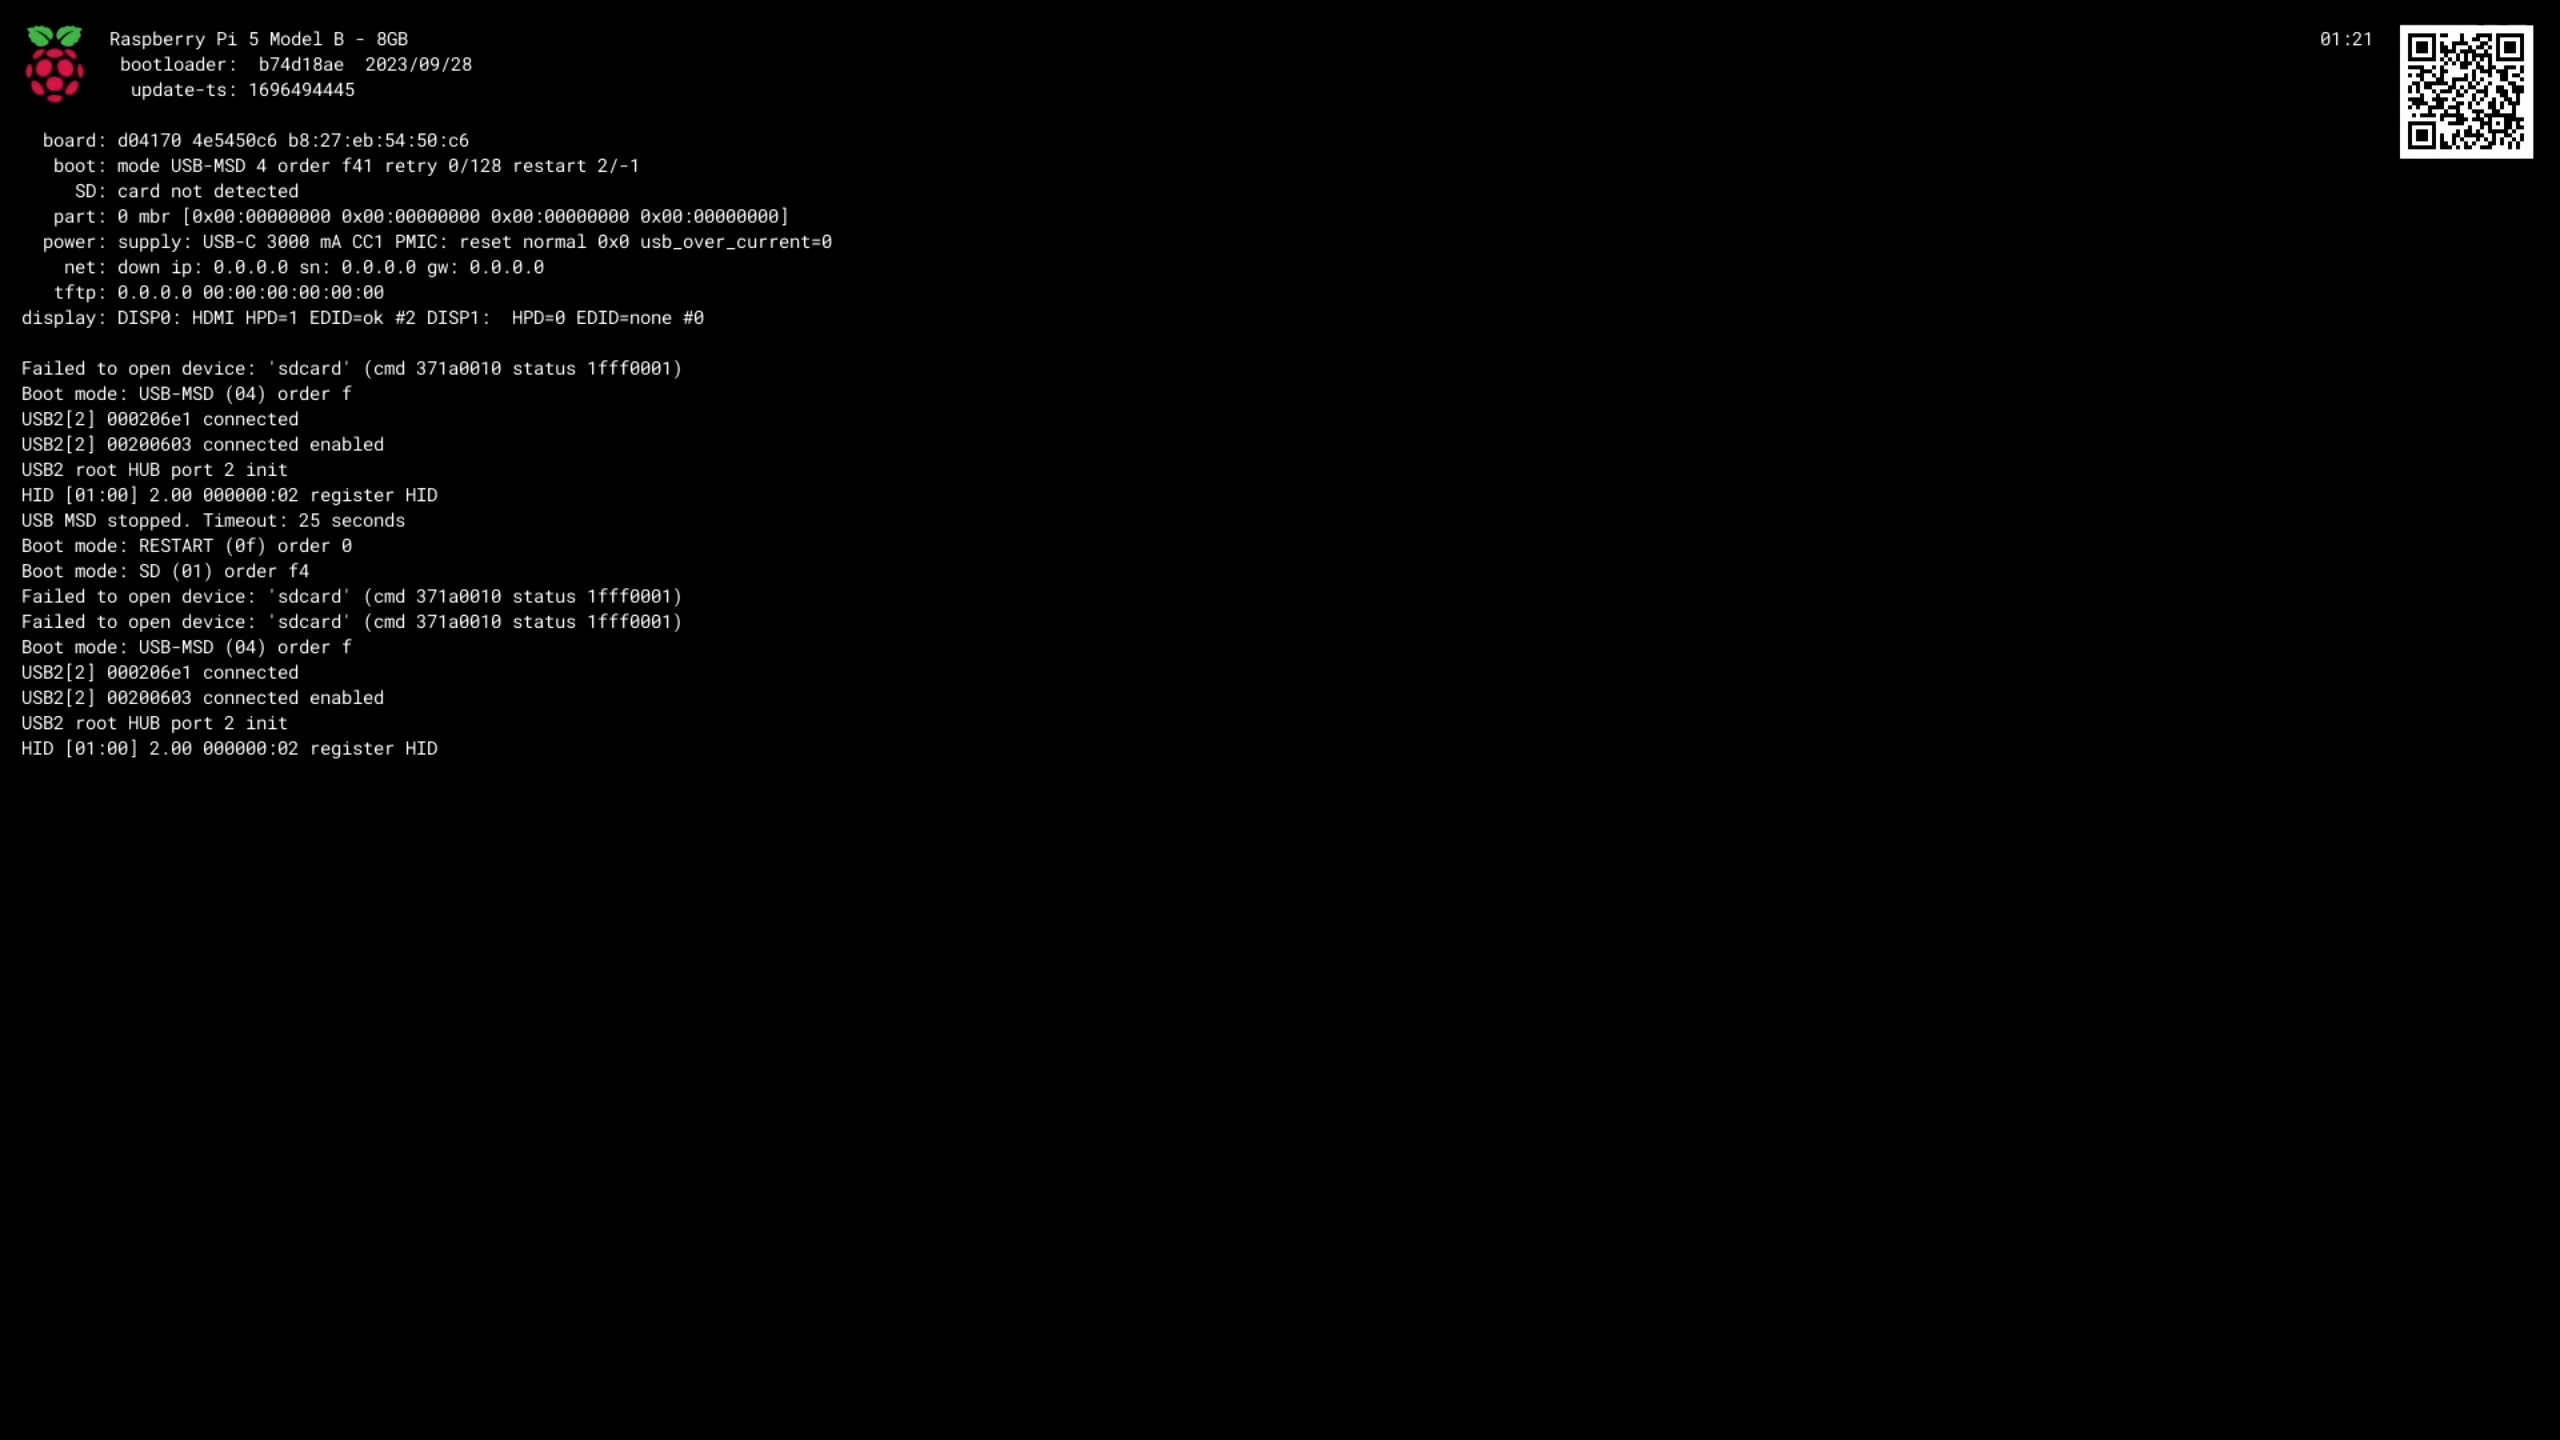 Raspberry Pi 5 Model B - 8GB
bootloader: b74d18ae 2023/09/28
update-ts: 1696494445
01:21
board: d04170 4e5450c6 b8:27:eb:54:50:c6
boot: mode USB-MSD 4 order f41 retry 0/128 restart 2/-1
SD: card not detected
part: 0 mbr [0x00:00000000 0x00:00000000 0x00:00000000 0x00:00000000]
power: supply: USB-C 3000 mA CC1 PMIC: reset normal 0x0 usb_over_current=0
net: down ip: 0.0.0.0 sn: 0.0.0.0 gw: 0.0.0.0
tftp: 0.0.0.0 00:00:00:00:00:00
display: DISP0: HDMI HPD=1 EDID=ok #2 DISP1: HPD=0 EDID=none #0
Failed to open device: 'sdcard' (cmd 371a0010 status 1fff0001)
Boot mode: USB-MSD (04) order f
USB2[2] 000206e1 connected
USB2[2] 00200603 connected enabled
USB2 root HUB port 2 init
HID [01:00] 2.00 000000:02 register HID
USB MSD stopped. Timeout: 25 seconds
Boot mode: RESTART (0f) order 0
Boot mode: SD (01) order f4
Failed to open device: 'sdcard' (cmd 371a0010 status 1fff0001)
Failed to open device: 'sdcard' (cmd 371a0010 status 1fff0001)
Boot mode: USB-MSD (04) order f
USB2[2] 000206e1 connected
USB2[2] 00200603 connected enabled
USB2 root HUB port 2 init
HID [01:00] 2.00 000000:02 register HID